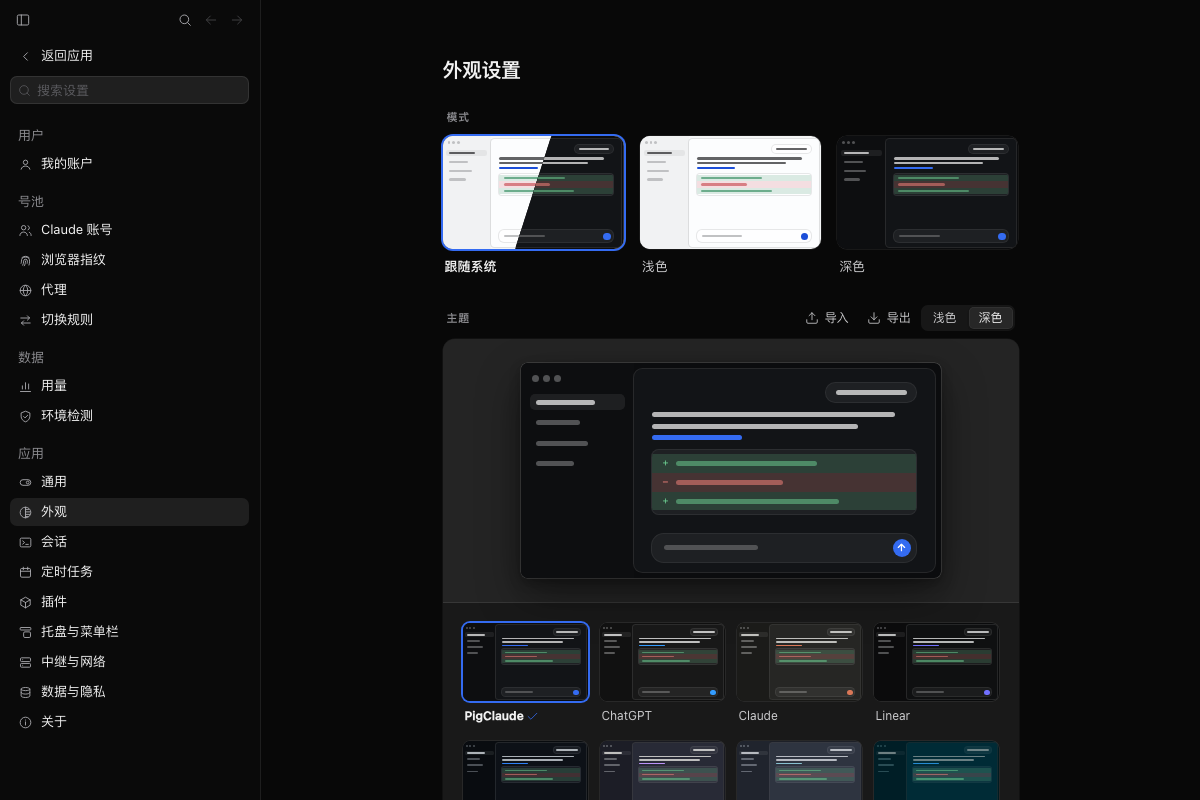 返回应用
搜索设置
用户
我的账户
号池
Claude 账号
浏览器指纹
代理
切换规则
数据
用量
环境检测
应用
通用
外观
会话
定时任务
插件
托盘与菜单栏
中继与网络
数据与隐私
关于
外观设置
模式
跟随系统 浅色 深色
主题 导入 导出 浅色 深色
PigClaude ChatGPT Claude Linear